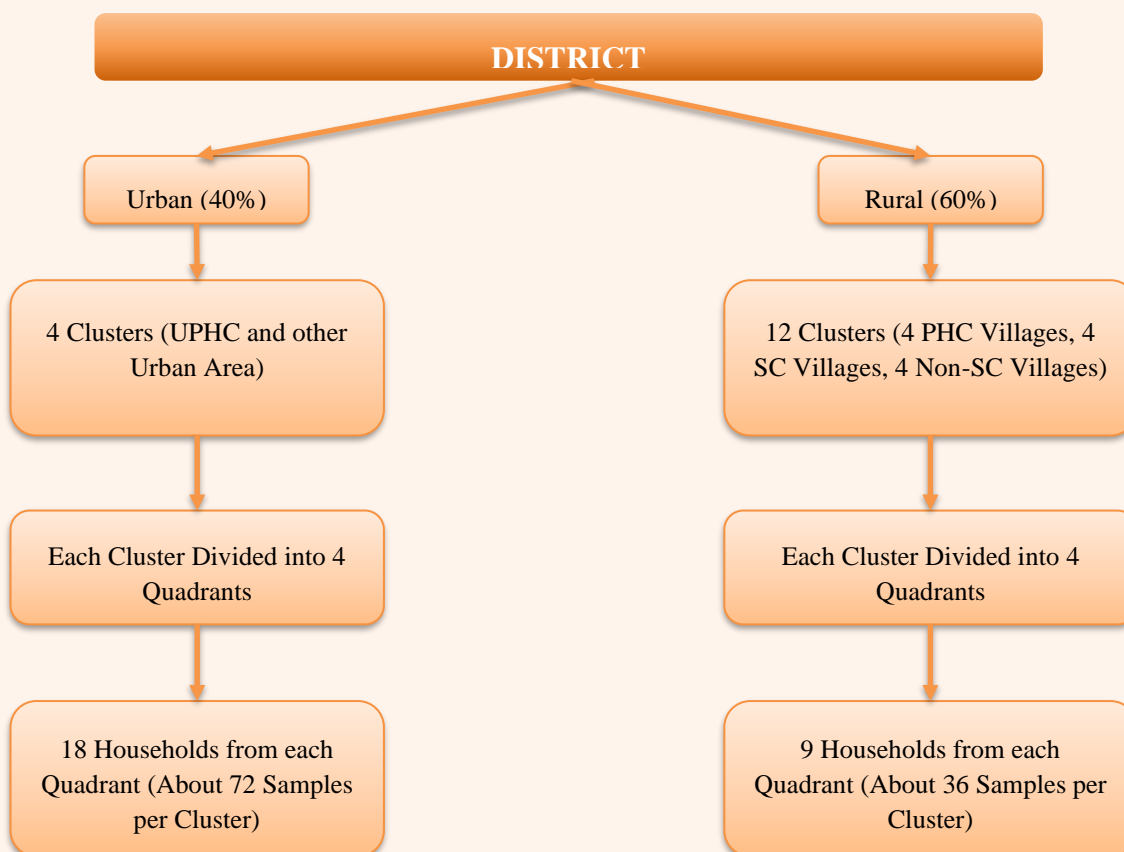 DISTRICT
Urban (40%)
Rural (60%)
4 Clusters (UPHC and other
Urban Area)
12 Clusters (4 PHC Villages, 4
SC Villages, 4 Non-SC Villages)
Each Cluster Divided into 4
Quadrants
Each Cluster Divided into 4
Quadrants
18 Households from each
Quadrant (About 72 Samples
per Cluster)
9 Households from each
Quadrant (About 36 Samples per
Cluster)